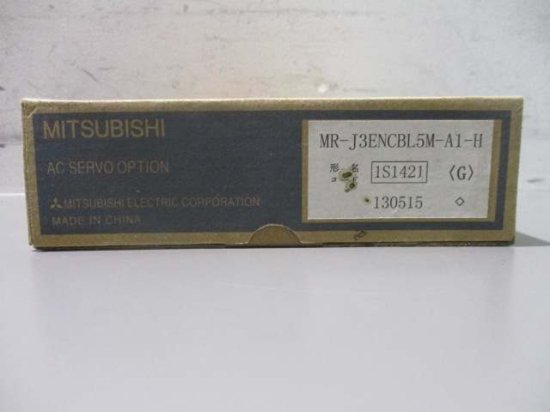 MITSUBISHI
AC SERVO OPTION
MITSUBISHI ELECTRIC CORPORATION
MADE IN CHINA
MR-J3ENCBL5M-A1-H
形名 1S1421 〈G〉
130515 ◇